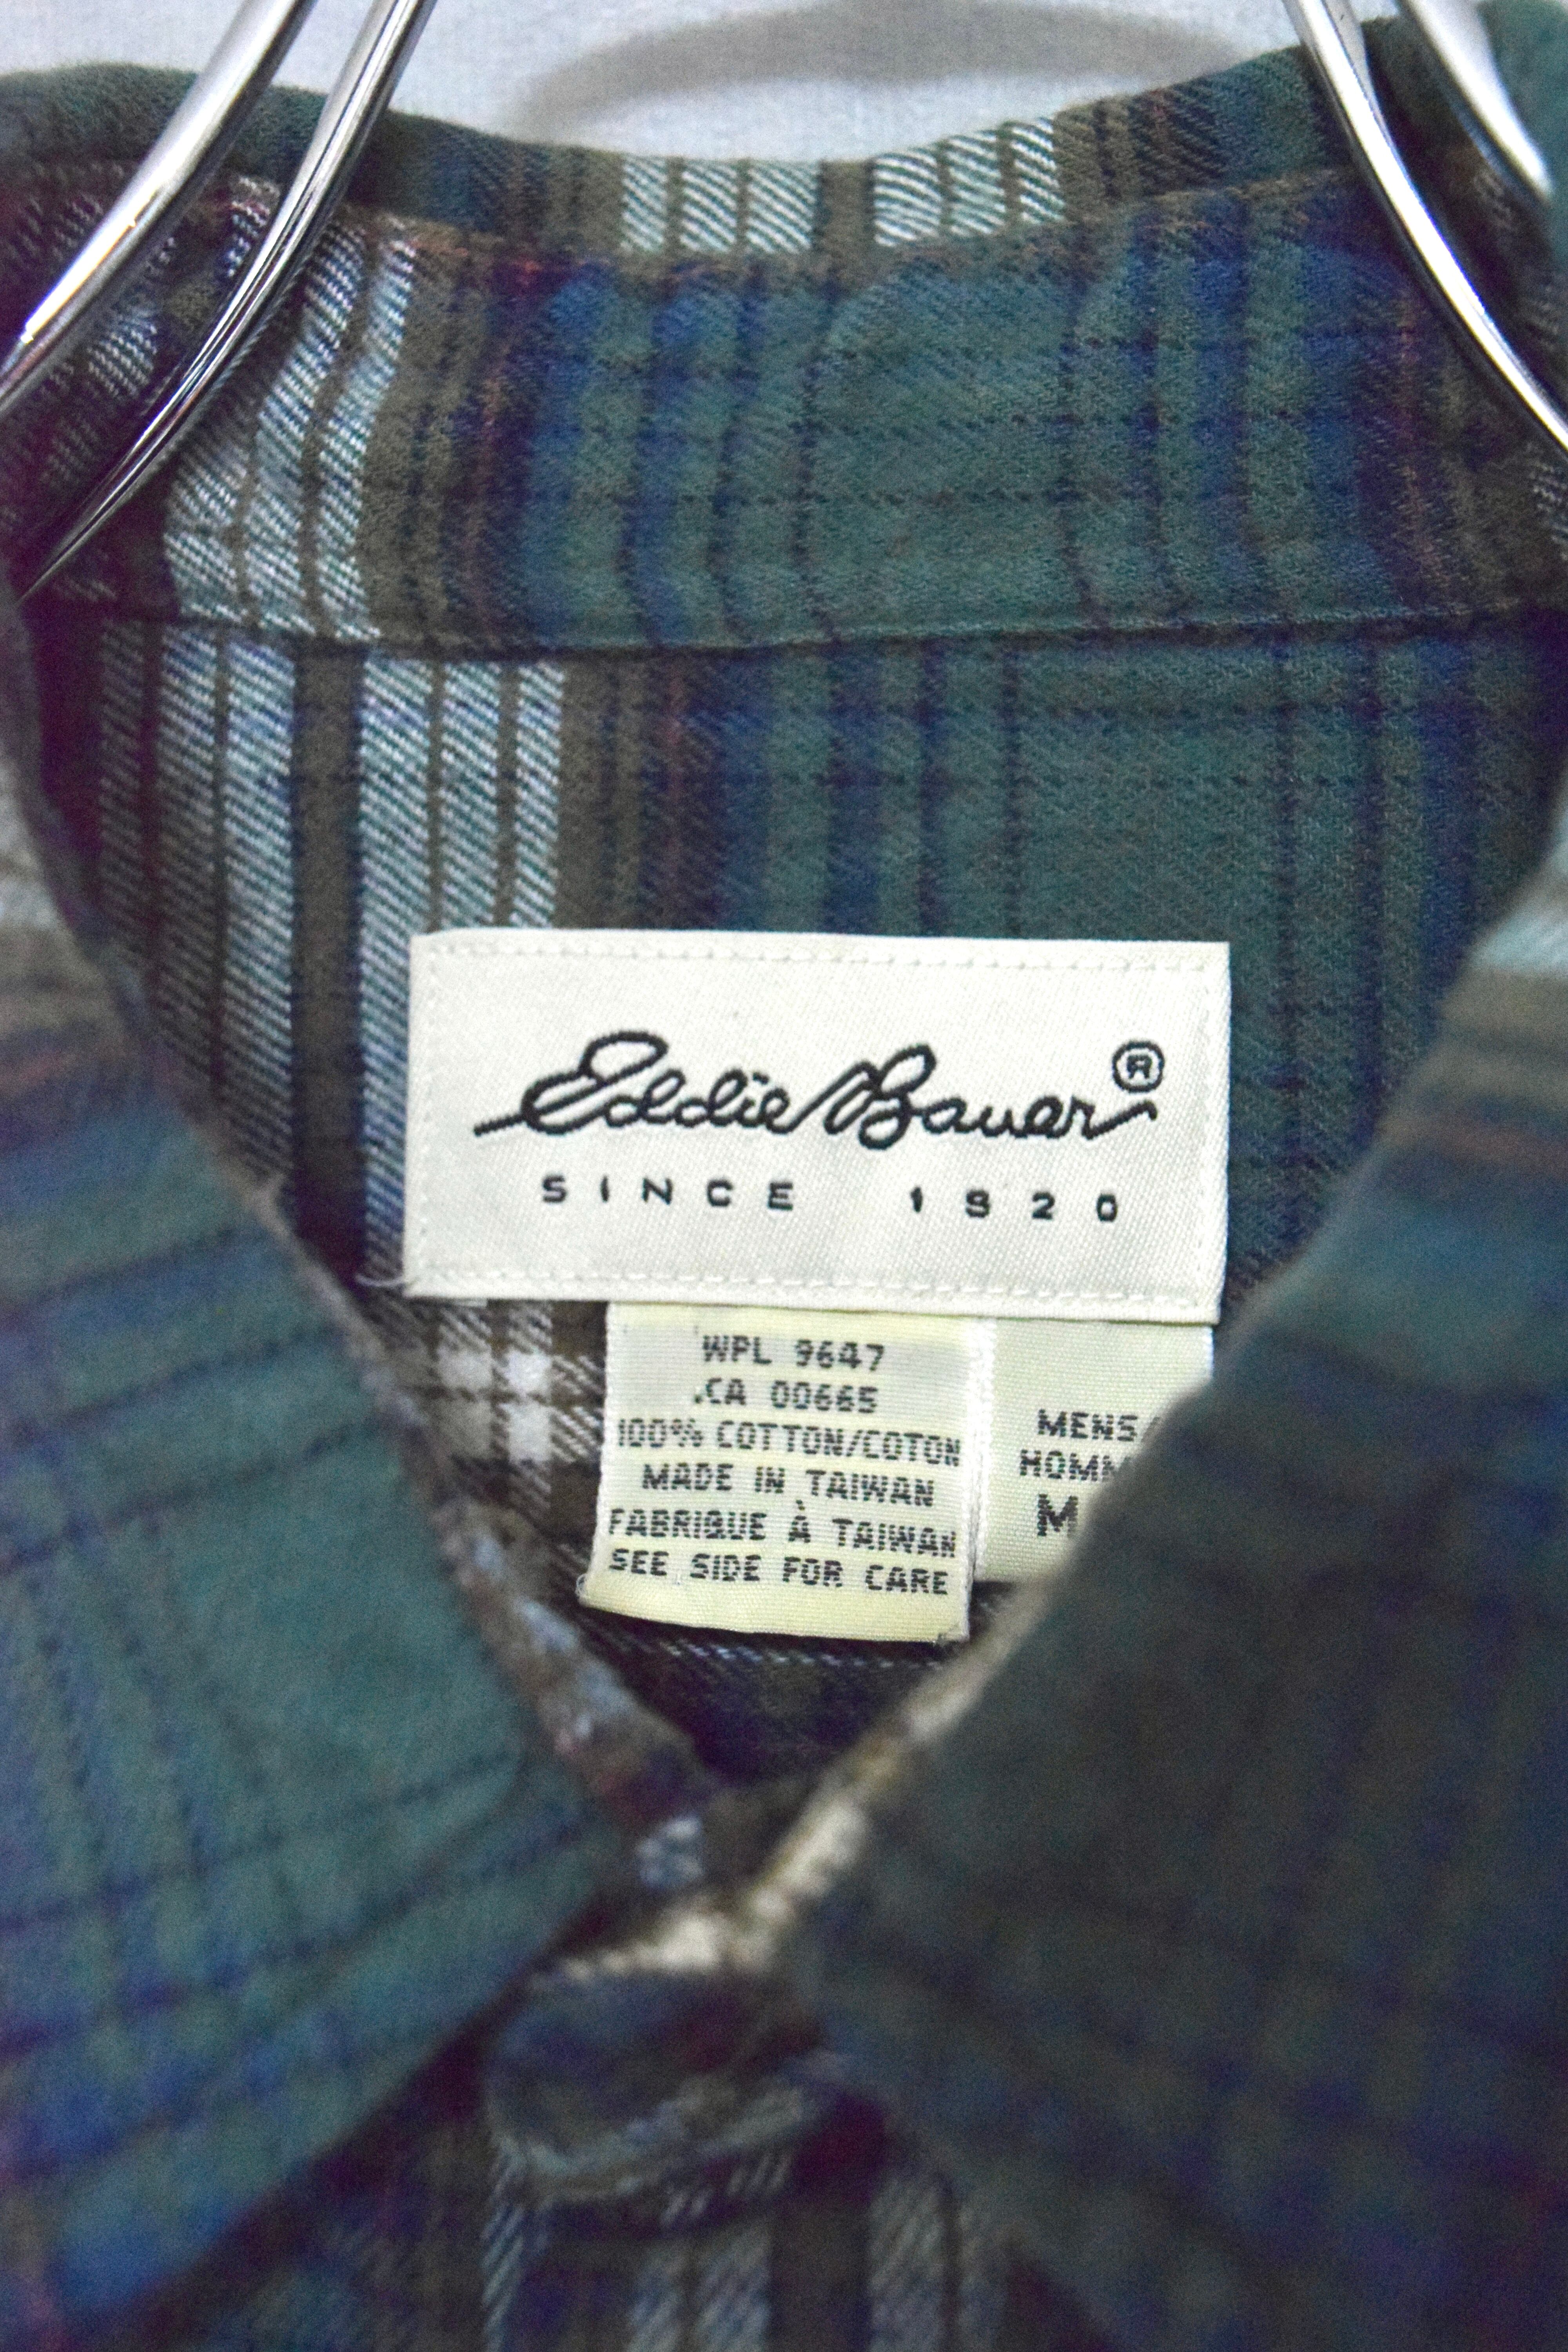 Eddie Bauer®
SINCE 1920
WPL 9647
CA 00665
100% COTTON/COTON
MADE IN TAIWAN
FABRIQUE À TAIWAN
SEE SIDE FOR CARE
MENS/
HOMM
M